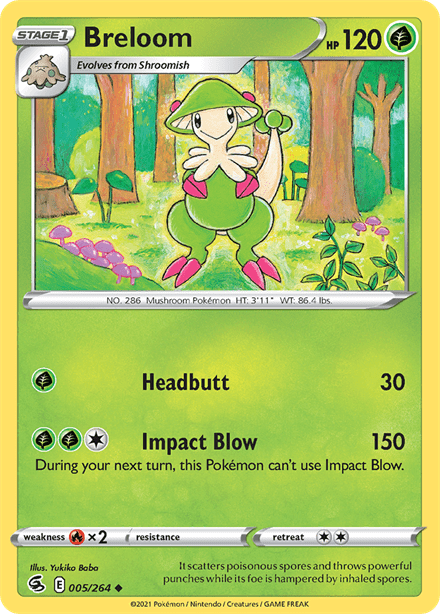 STAGE 1
Breloom
HP 120
Evolves from Shroomish
NO. 286 Mushroom Pokémon HT: 3'11" WT: 86.4 lbs.
Headbutt 30
Impact Blow 150
During your next turn, this Pokémon can't use Impact Blow.
weakness ×2 resistance retreat
Illus. Yukiko Baba
It scatters poisonous spores and throws powerful
punches while its foe is hampered by inhaled spores.
E 005/264
©2021 Pokémon / Nintendo / Creatures / GAME FREAK